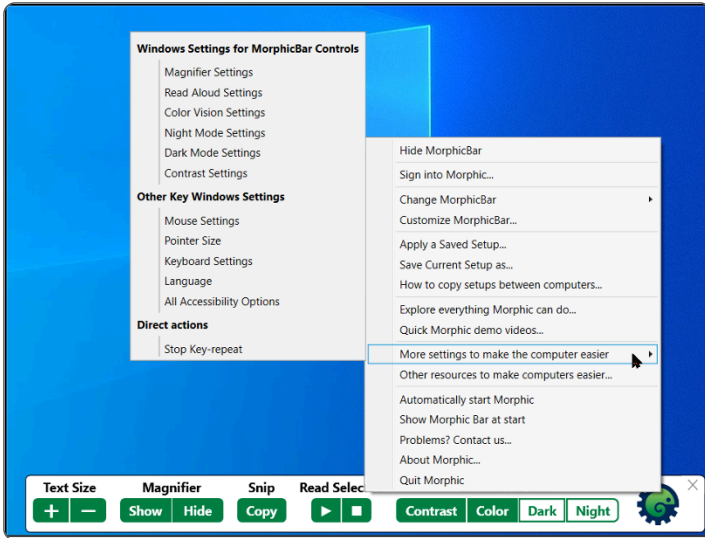 Windows Settings for MorphicBar Controls
Magnifier Settings
Read Aloud Settings
Color Vision Settings
Night Mode Settings
Dark Mode Settings
Contrast Settings
Other Key Windows Settings
Mouse Settings
Pointer Size
Keyboard Settings
Language
All Accessibility Options
Direct actions
Stop Key-repeat
Hide MorphicBar
Sign into Morphic...
Change MorphicBar
Customize MorphicBar...
Apply a Saved Setup...
Save Current Setup as...
How to copy setups between computers...
Explore everything Morphic can do...
Quick Morphic demo videos...
More settings to make the computer easier
Other resources to make computers easier...
Automatically start Morphic
Show Morphic Bar at start
Problems? Contact us...
About Morphic...
Quit Morphic
Text Size Magnifier Snip Read Selec
+ − Show Hide Copy Contrast Color Dark Night